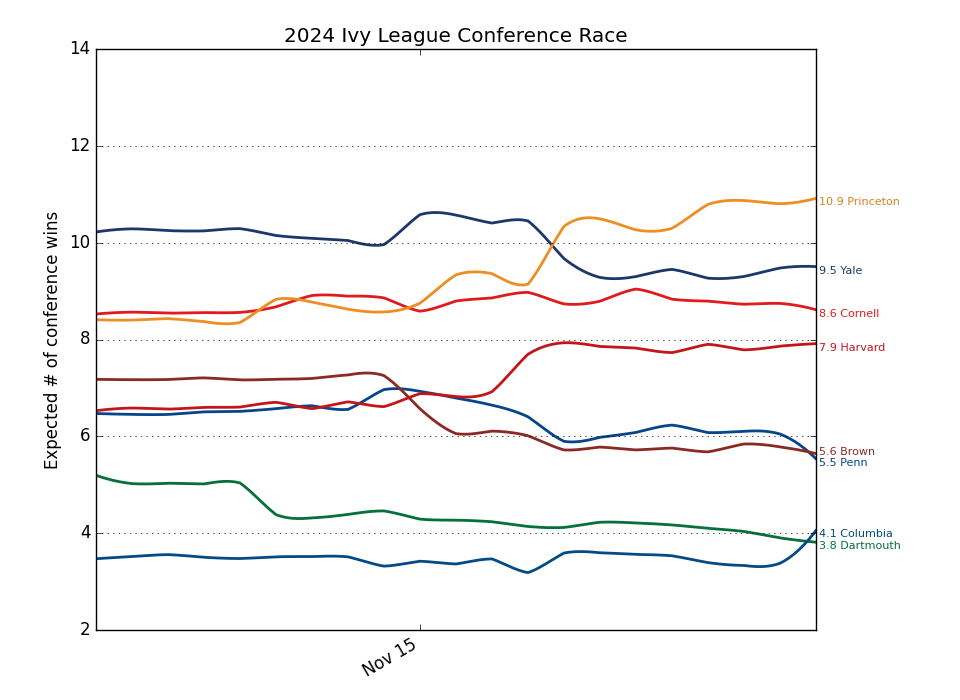 2024 Ivy League Conference Race
Expected # of conference wins
14
12
10
8
6
4
2
Nov 15
10.9 Princeton
9.5 Yale
8.6 Cornell
7.9 Harvard
5.6 Brown
5.5 Penn
4.1 Columbia
3.8 Dartmouth